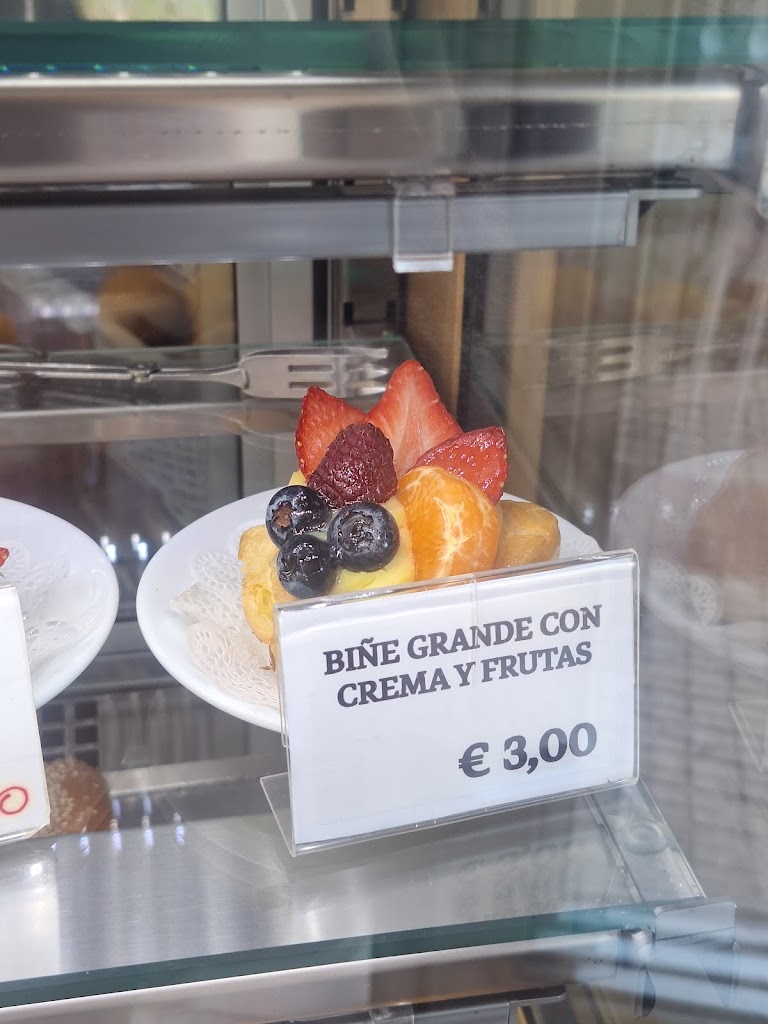 BIÑE GRANDE CON
CREMA Y FRUTAS
€ 3,00